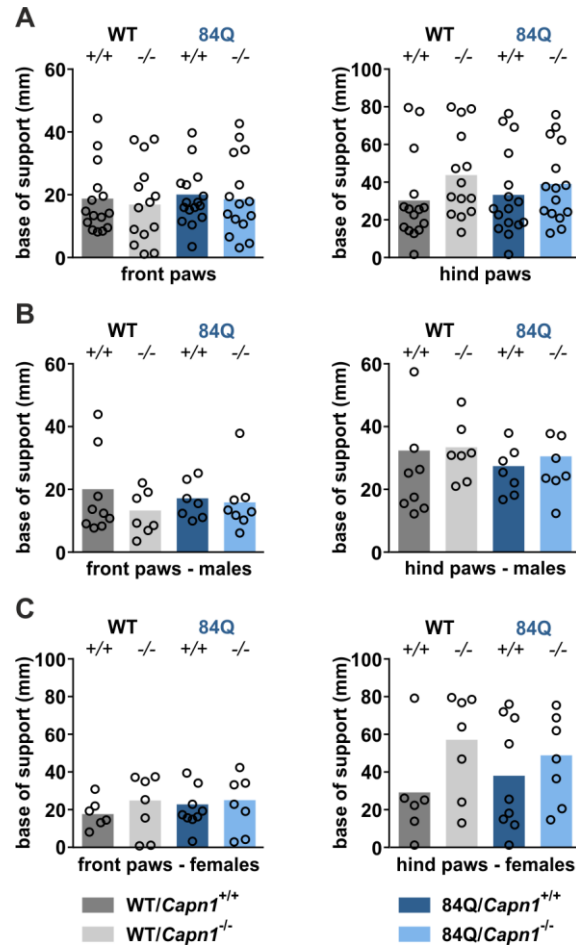 A
WT 84Q
+/+ -/- +/+ -/-
base of support (mm)
60
40
20
0
front paws
WT 84Q
+/+ -/- +/+ -/-
base of support (mm)
100
80
60
40
20
0
hind paws
B
WT 84Q
+/+ -/- +/+ -/-
base of support (mm)
60
40
20
0
front paws - males
WT 84Q
+/+ -/- +/+ -/-
base of support (mm)
60
40
20
0
hind paws - males
C
WT 84Q
+/+ -/- +/+ -/-
base of support (mm)
100
80
60
40
20
0
front paws - females
WT 84Q
+/+ -/- +/+ -/-
base of support (mm)
100
80
60
40
20
0
hind paws - females
WT/Capn1+/+
WT/Capn1-/-
84Q/Capn1+/+
84Q/Capn1-/-